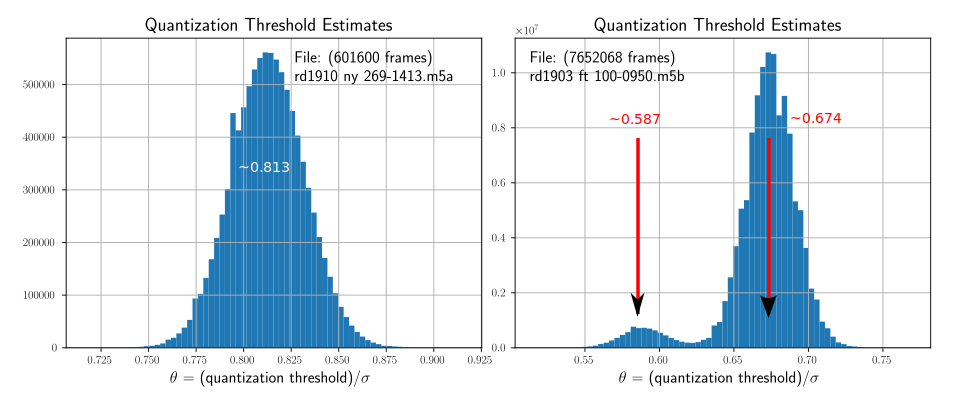 Quantization Threshold Estimates
File: (601600 frames)
rd1910 ny 269-1413.m5a
~0.813
500000
400000
300000
200000
100000
0
0.725 0.750 0.775 0.800 0.825 0.850 0.875 0.900 0.925
θ = (quantization threshold)/σ
Quantization Threshold Estimates
×10⁷
File: (7652068 frames)
rd1903 ft 100-0950.m5b
~0.587
~0.674
1.0
0.8
0.6
0.4
0.2
0.0
0.55 0.60 0.65 0.70 0.75
θ = (quantization threshold)/σ